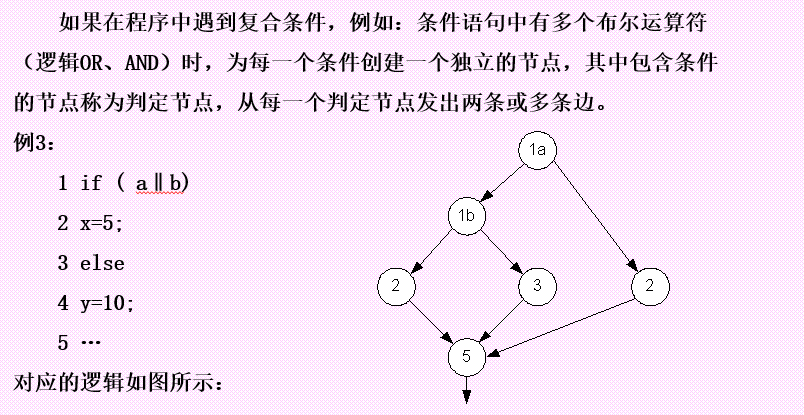 如果在程序中遇到复合条件，例如：条件语句中有多个布尔运算符
（逻辑OR、AND）时，为每一个条件创建一个独立的节点，其中包含条件
的节点称为判定节点，从每一个判定节点发出两条或多条边。
例3：
1 if ( a‖b)
2 x=5;
3 else
4 y=10;
5 …
对应的逻辑如图所示：
1a
1b
2
3
2
5